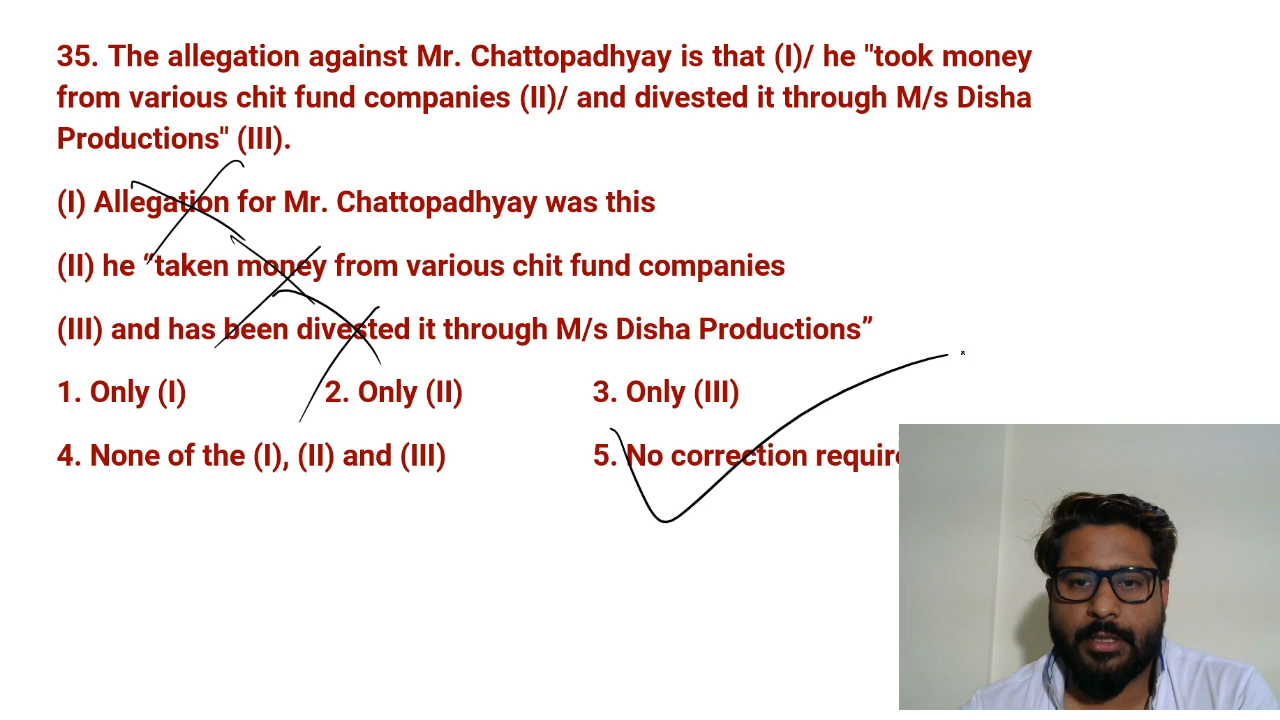 35. The allegation against Mr. Chattopadhyay is that (I)/ he "took money
from various chit fund companies (II)/ and divested it through M/s Disha
Productions" (III).
(I) Allegation for Mr. Chattopadhyay was this
(II) he “taken money from various chit fund companies
(III) and has been divested it through M/s Disha Productions”
1. Only (I) 2. Only (II) 3. Only (III)
4. None of the (I), (II) and (III) 5. No correction